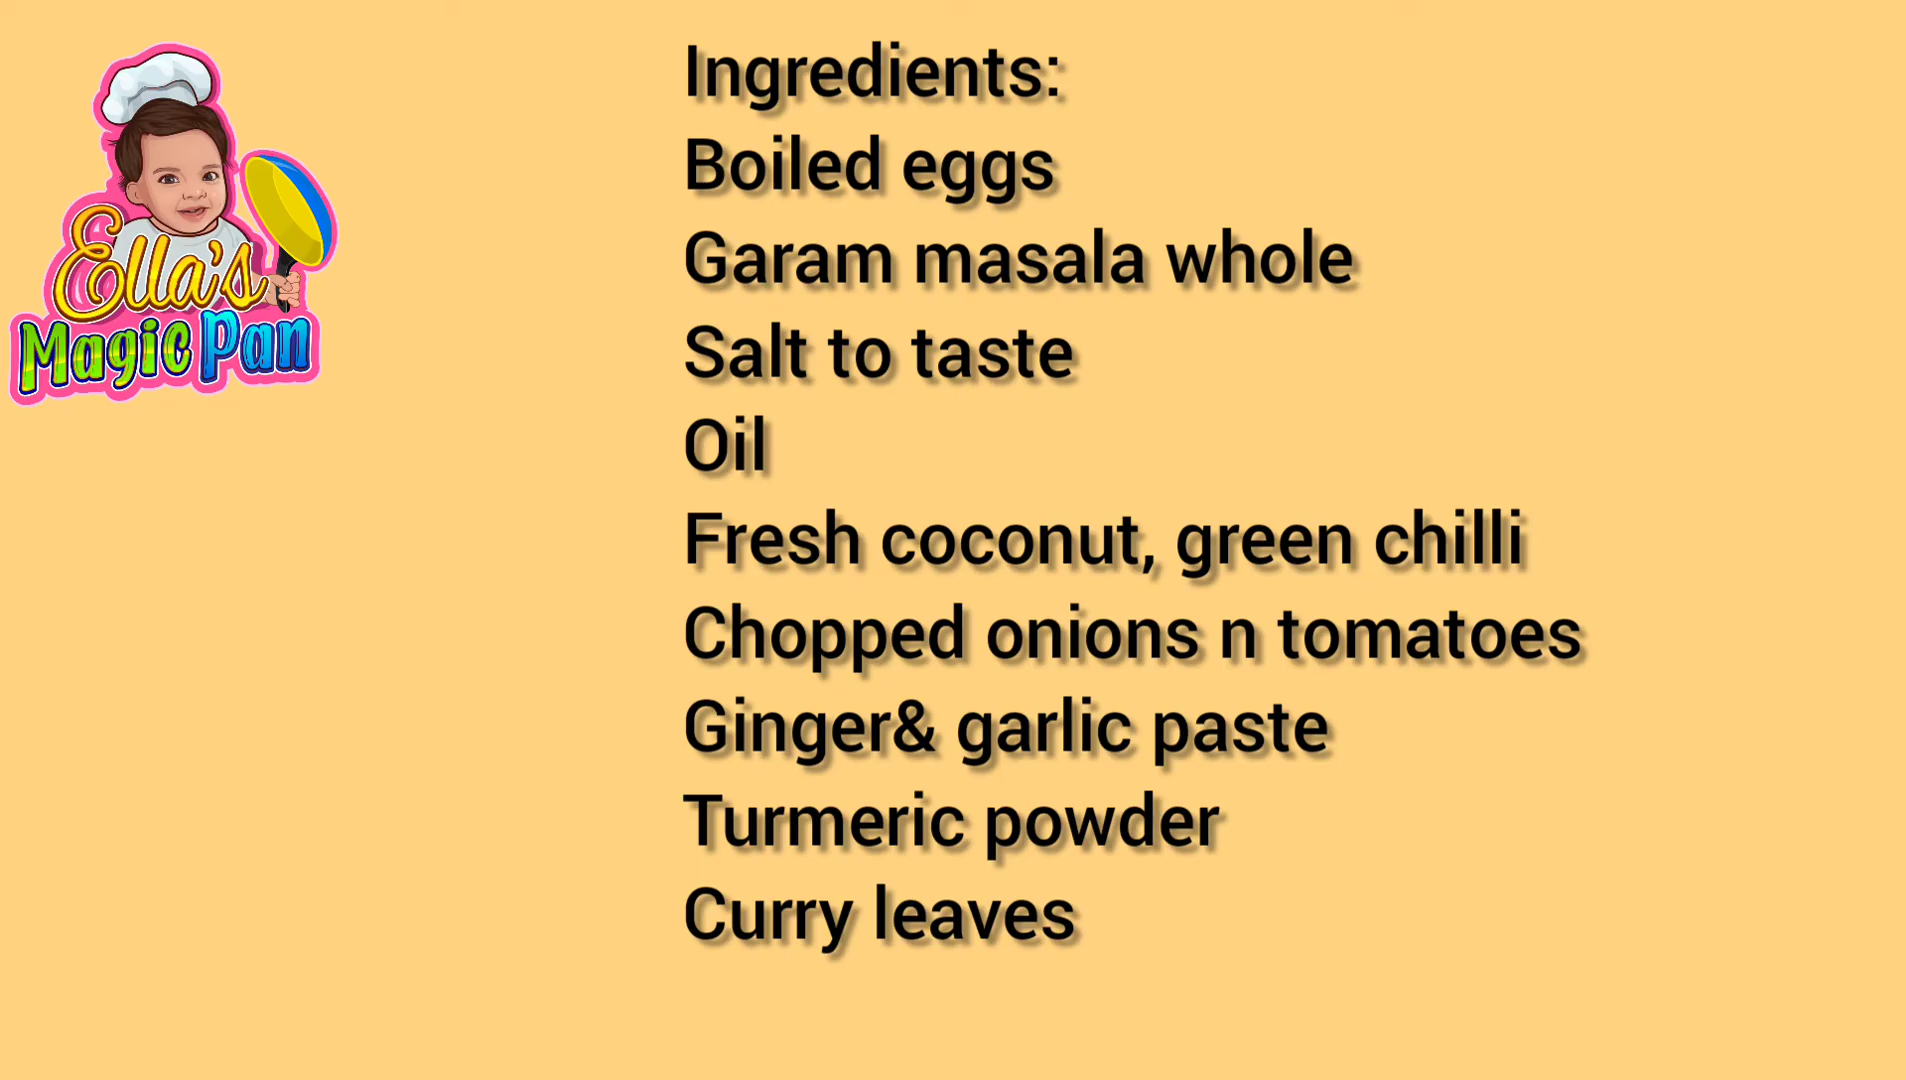 Ella's
Magic Pan
Ingredients:
Boiled eggs
Garam masala whole
Salt to taste
Oil
Fresh coconut, green chilli
Chopped onions n tomatoes
Ginger& garlic paste
Turmeric powder
Curry leaves